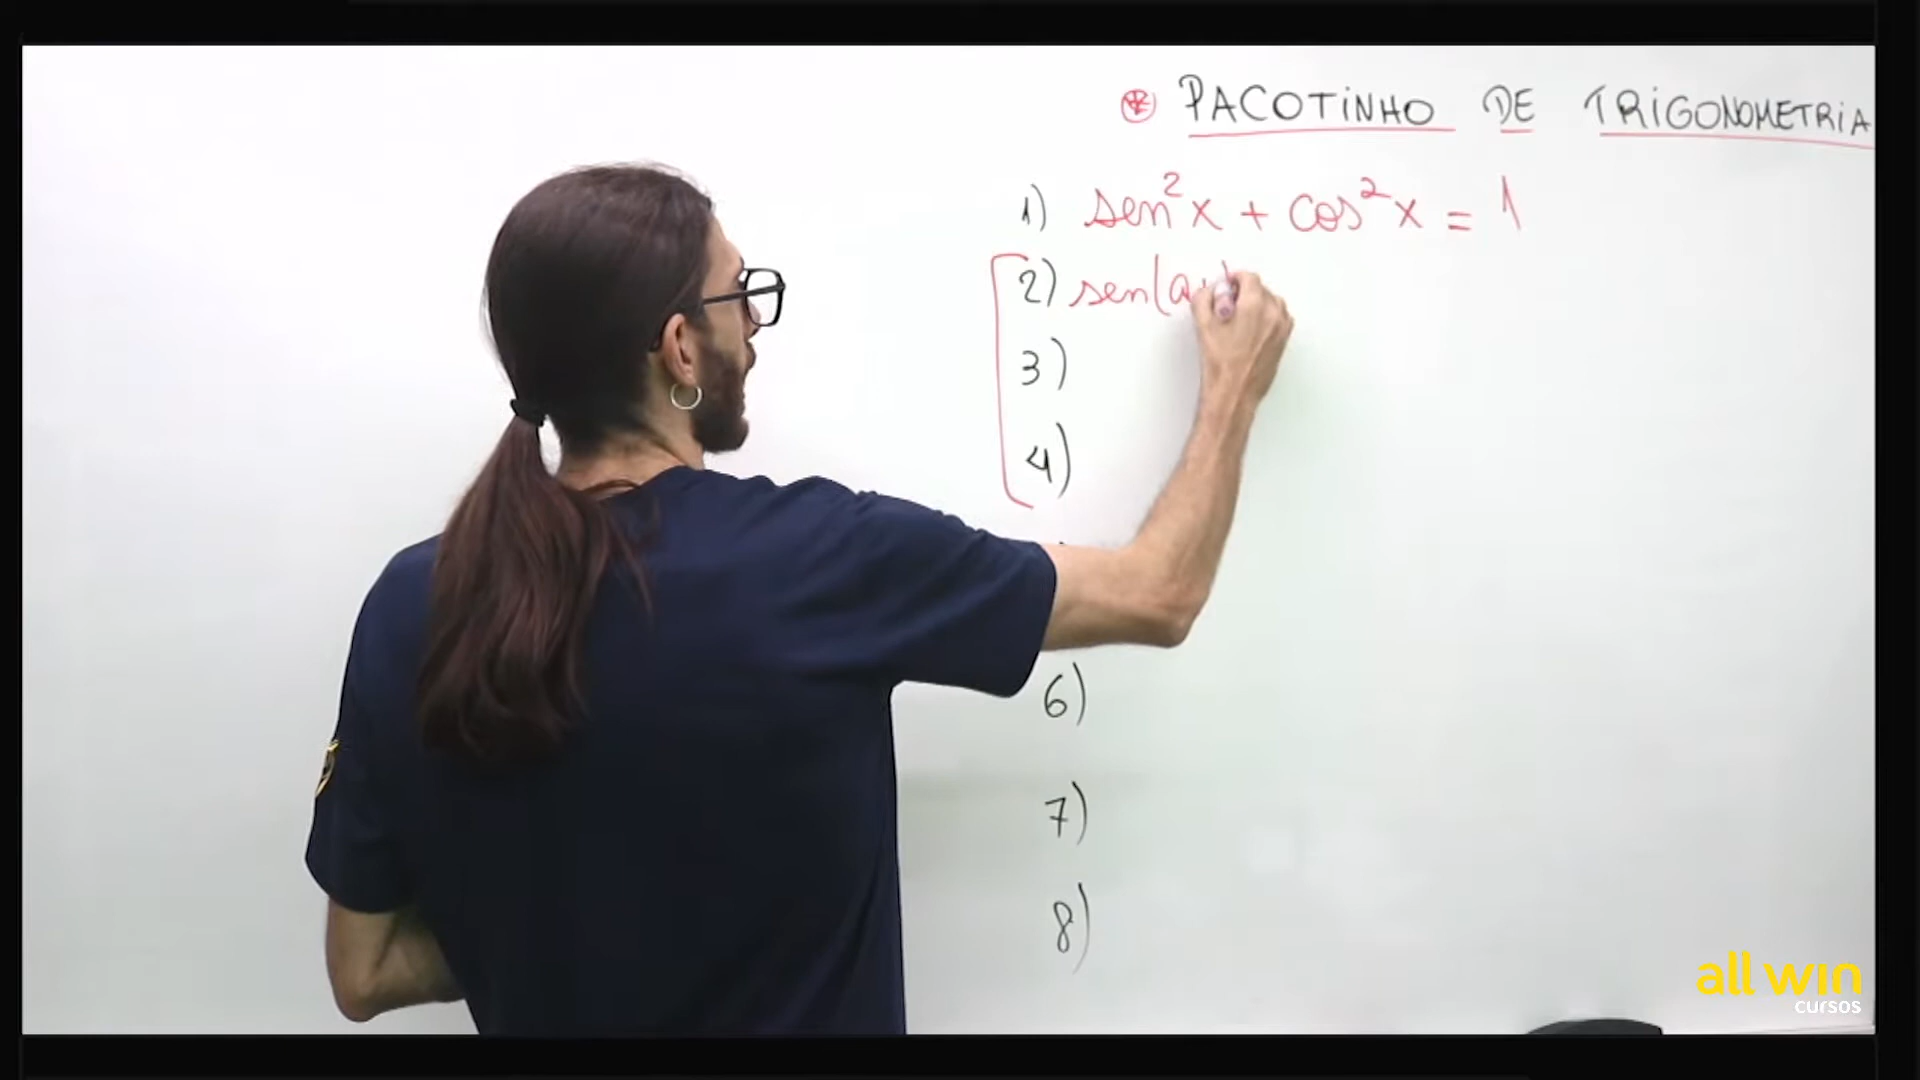 PACOTINHO DE TRIGONOMETRIA
1) sen²x + cos²x = 1
2) sen(a+
3)
4)
6)
7)
8)
all win
cursos